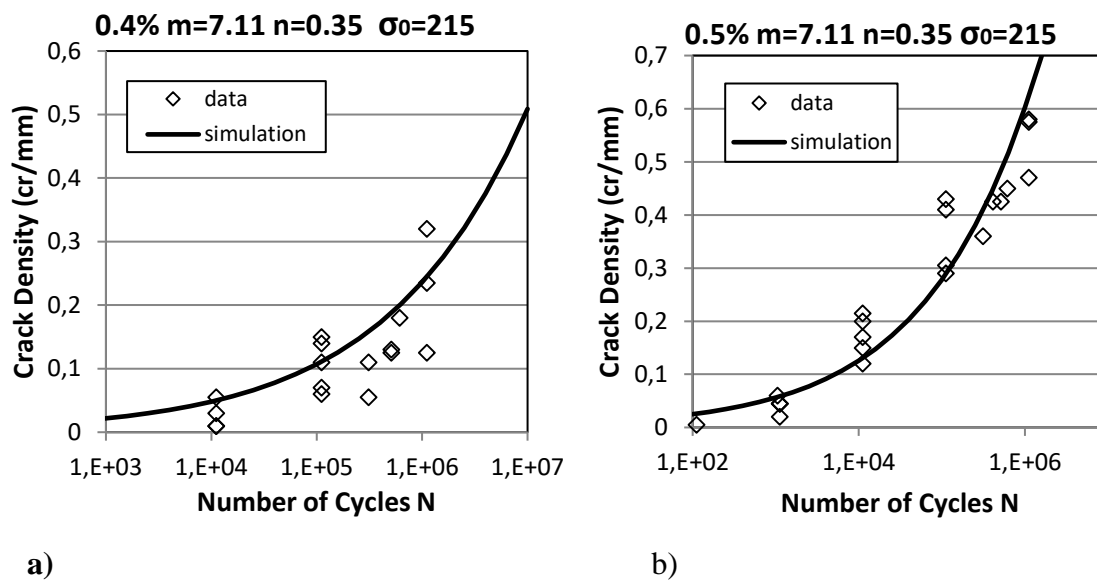 0.4% m=7.11 n=0.35 σ0=215
0,6
0,5
0,4
0,3
0,2
0,1
0
Crack Density (cr/mm)
data
simulation
1,E+03 1,E+04 1,E+05 1,E+06 1,E+07
Number of Cycles N
a)
0.5% m=7.11 n=0.35 σ0=215
0,7
0,6
0,5
0,4
0,3
0,2
0,1
0
Crack Density (cr/mm)
data
simulation
1,E+02 1,E+04 1,E+06
Number of Cycles N
b)